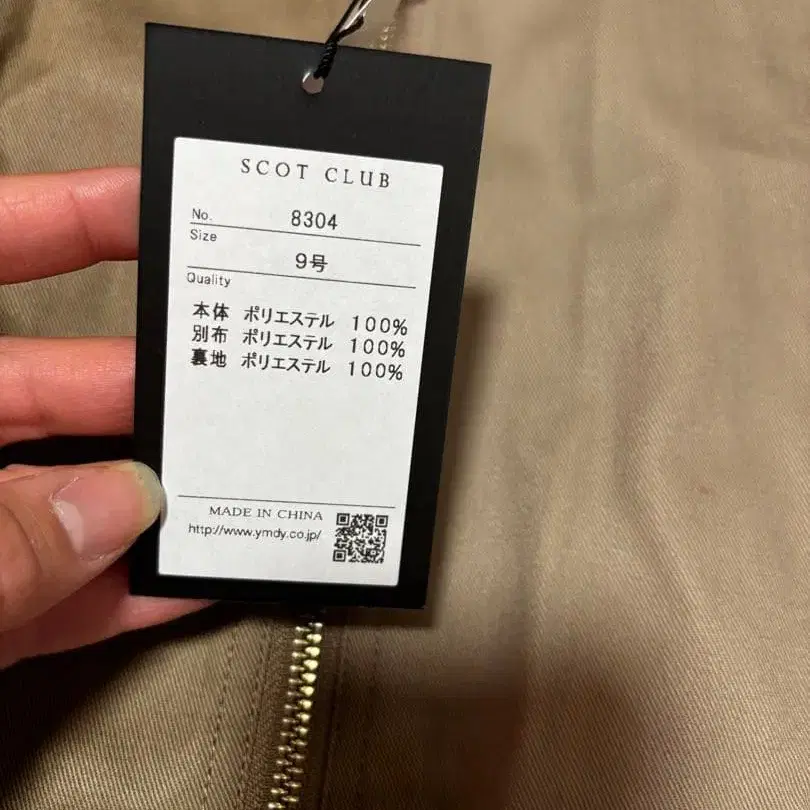 SCOT CLUB
No. 8304
Size
9号
Quality
本体 ポリエステル 100%
別布 ポリエステル 100%
裏地 ポリエステル 100%
MADE IN CHINA
http://www.ymdy.co.jp/